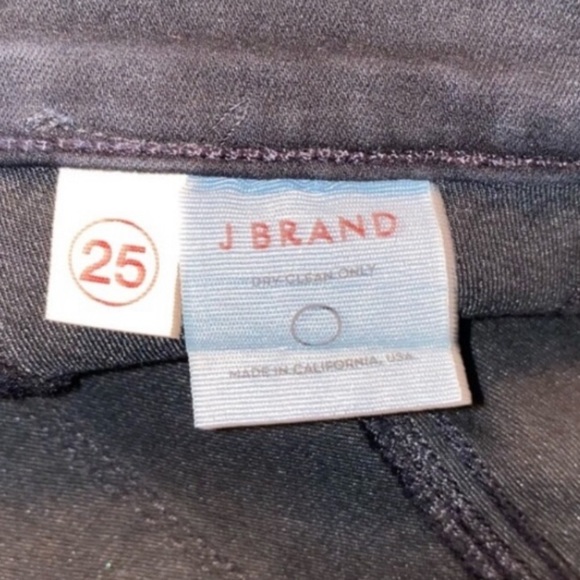 25
J BRAND
DRY CLEAN ONLY
MADE IN CALIFORNIA, USA